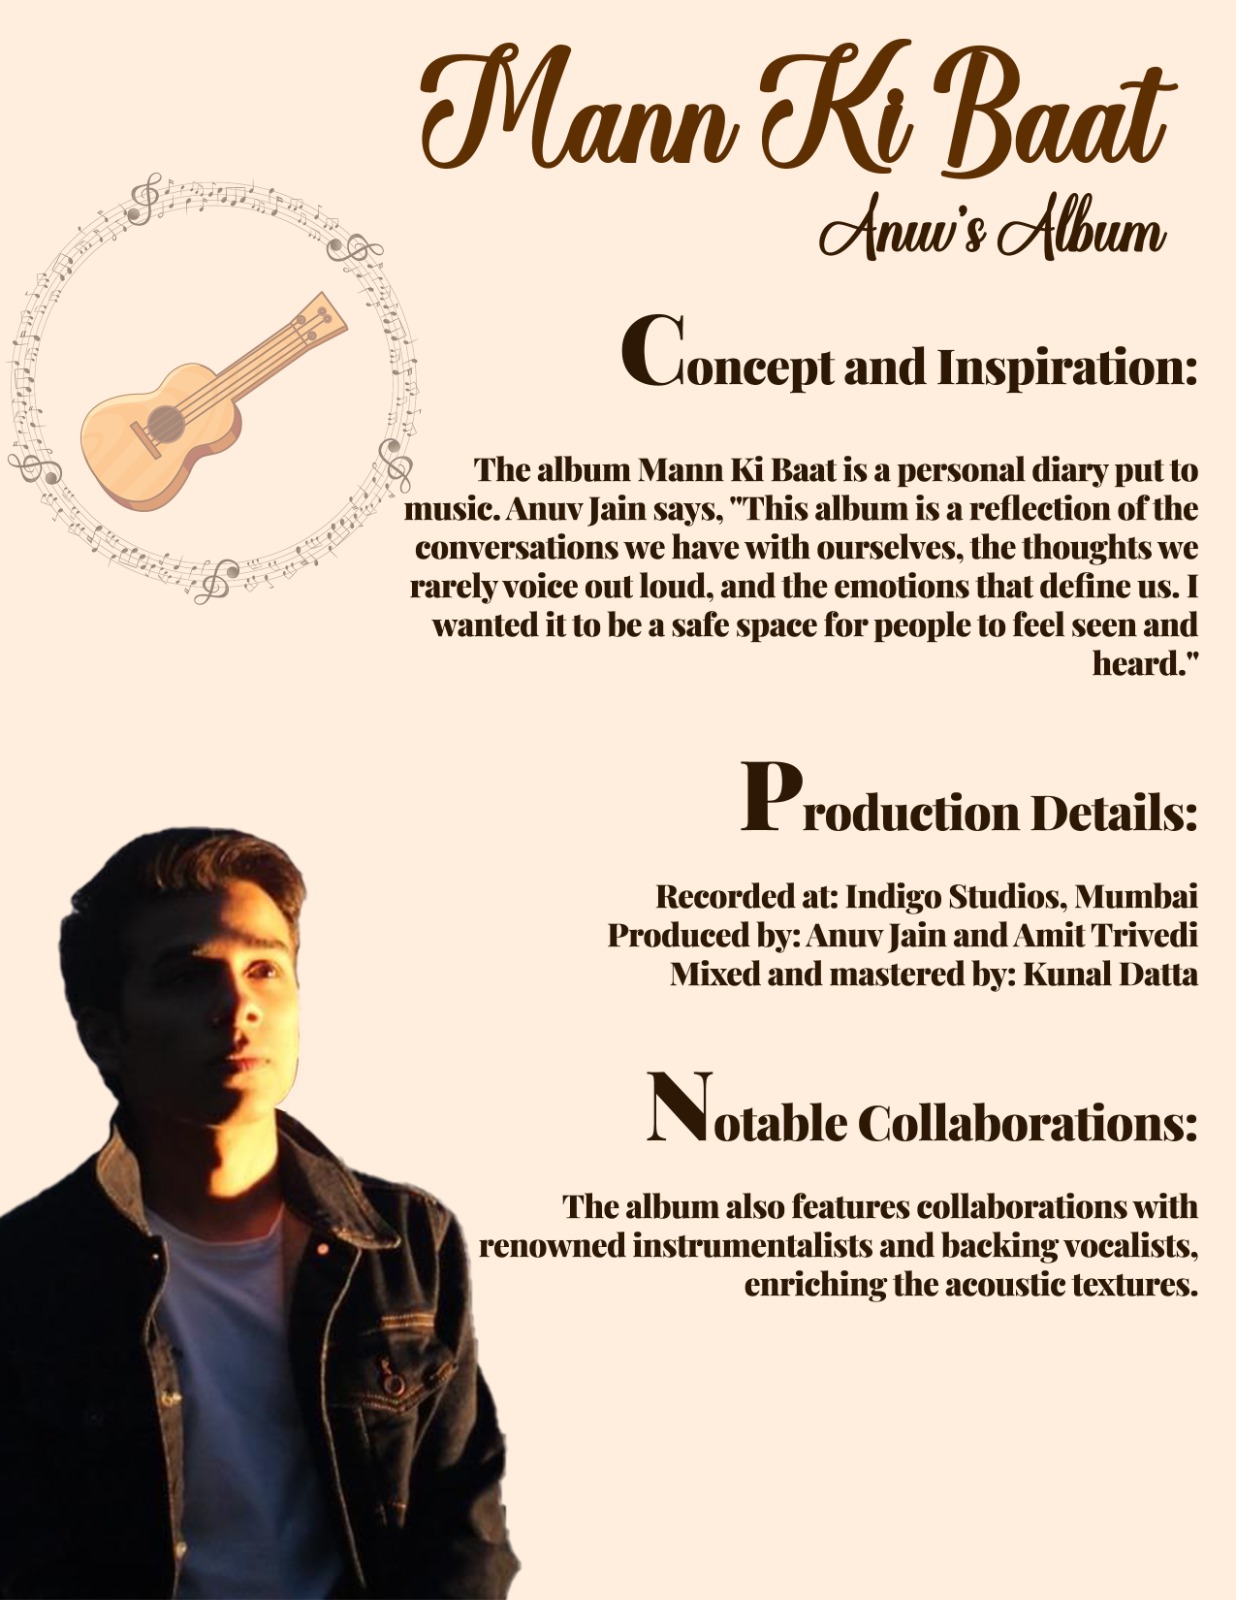 Mann Ki Baat
Anuv's Album
Concept and Inspiration:
The album Mann Ki Baat is a personal diary put to
music. Anuv Jain says, "This album is a reflection of the
conversations we have with ourselves, the thoughts we
rarely voice out loud, and the emotions that define us. I
wanted it to be a safe space for people to feel seen and
heard."
Production Details:
Recorded at: Indigo Studios, Mumbai
Produced by: Anuv Jain and Amit Trivedi
Mixed and mastered by: Kunal Datta
Notable Collaborations:
The album also features collaborations with
renowned instrumentalists and backing vocalists,
enriching the acoustic textures.